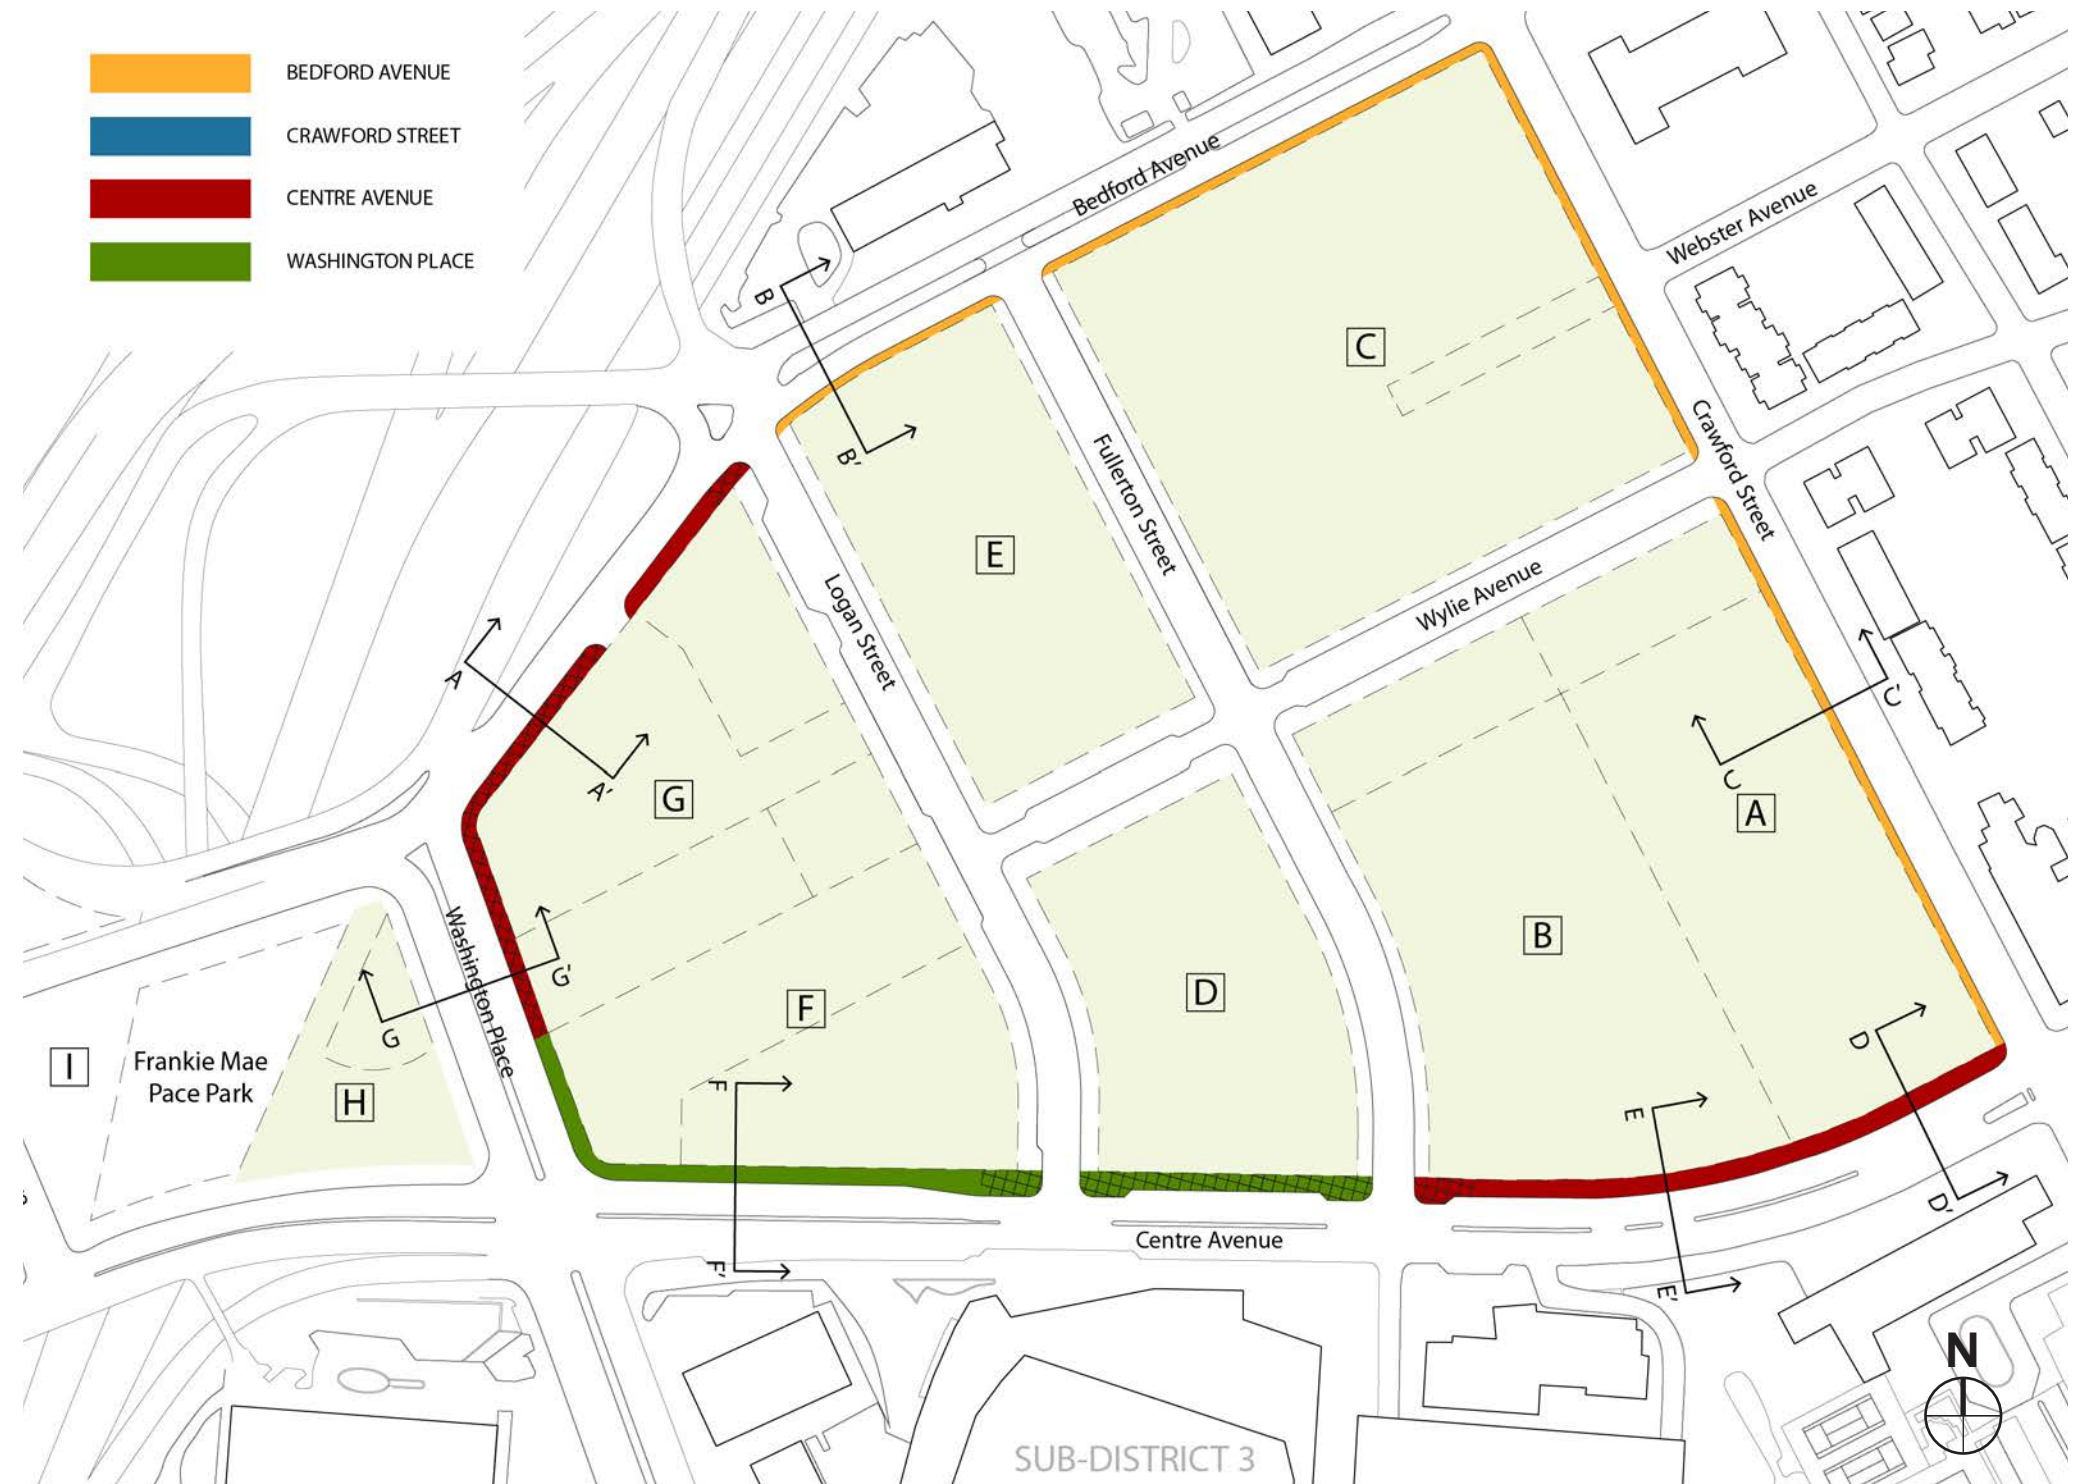 BEDFORD AVENUE
CRAWFORD STREET
CENTRE AVENUE
WASHINGTON PLACE
Bedford Avenue
Webster Avenue
B
B'
C
Crawford Street
Fullerton Street
E
Logan Street
Wylie Avenue
A
A'
G
C'
C
A
B
Washington Place
G'
G
D
F
I
Frankie Mae
Pace Park
H
F
F'
E
E'
D
D'
Centre Avenue
N
SUB-DISTRICT 3